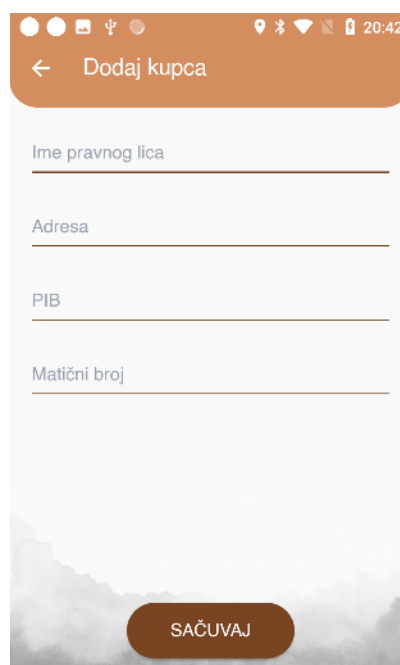 20:42
Dodaj kupca
Ime pravnog lica
Adresa
PIB
Matični broj
SAČUVAJ